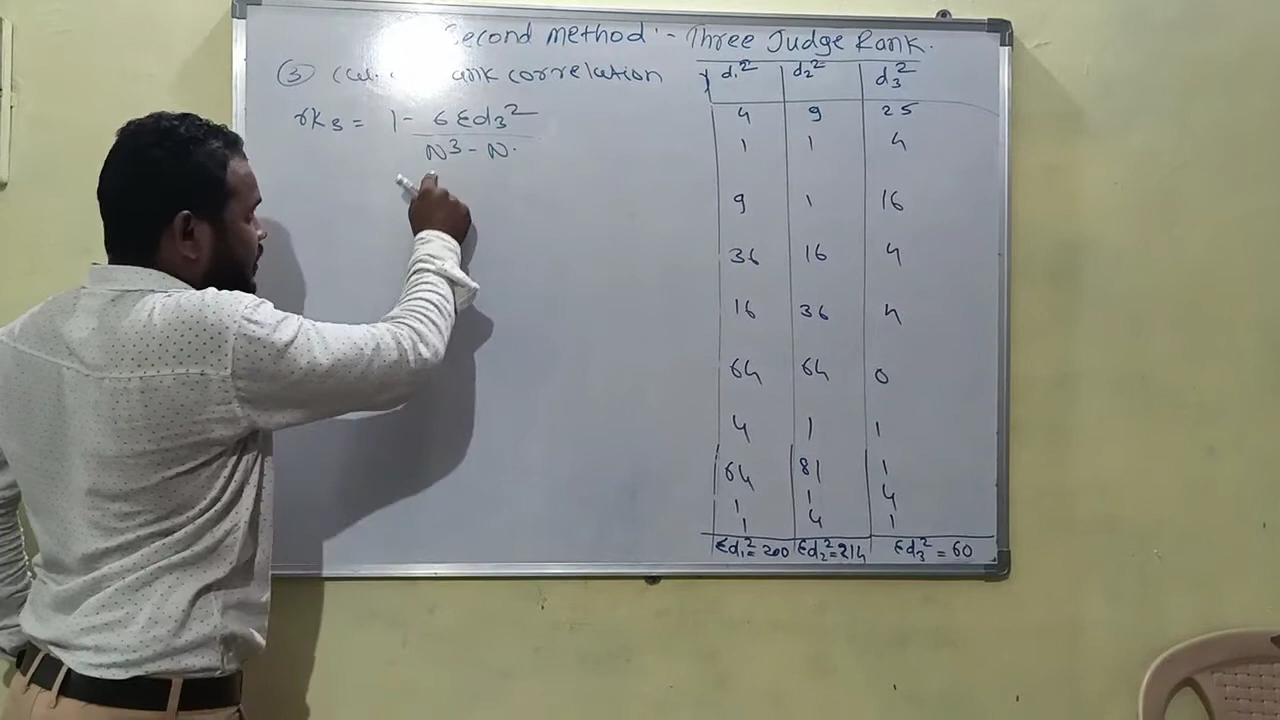 Second method :- Three Judge Rank.
③ correlation
rk₃ = 1 - 6 Σd₃²
N³ - N.
d₁² d₂² d₃²
4 9 25
1 1 4
9 1 16
36 16 4
16 36 4
64 64 0
4 1 1
64 81 1
1 1 4
1 4 1
Σd₁² = 200 Σd₂² = 214 Σd₃² = 60